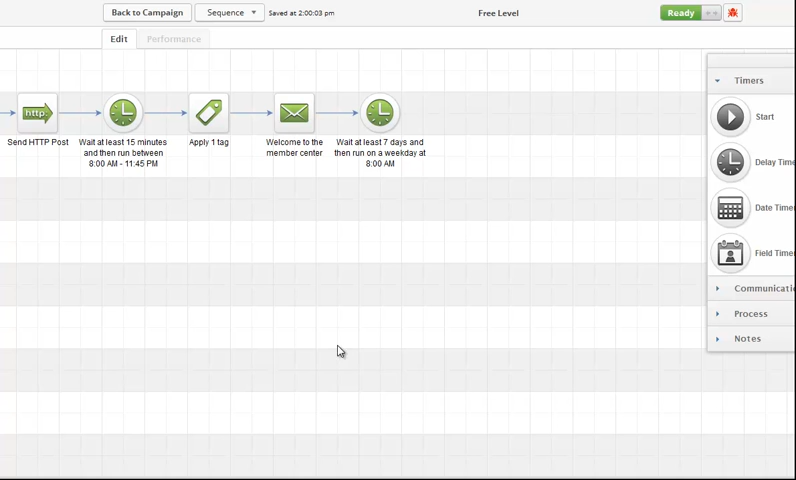 Back to Campaign
Sequence
Saved at 2:00:03 pm
Free Level
Ready
Edit
Performance
Timers
http.
Start
Send HTTP Post
Wait at least 15 minutes
and then run between
8:00 AM - 11:45 PM
Apply 1 tag
Welcome to the
member center
Wait at least 7 days and
then run on a weekday at
8:00 AM
Delay Time
Date Timer
Field Timer
Communicatio
Process
Notes